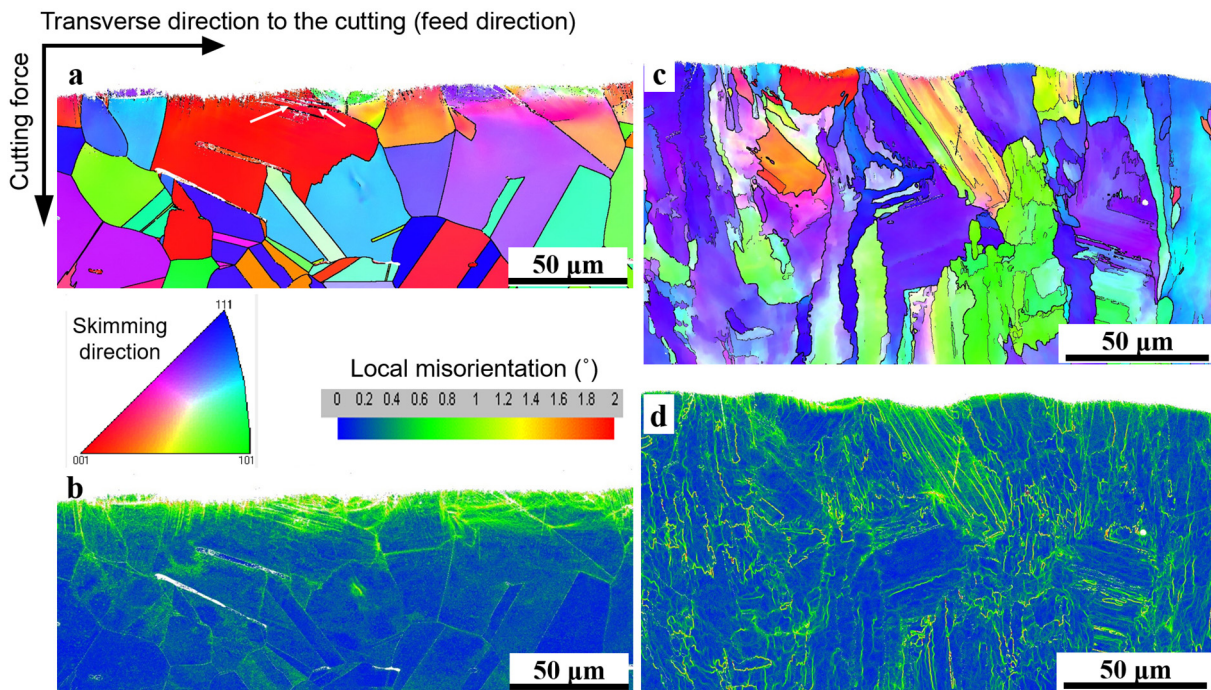 Transverse direction to the cutting (feed direction)
Cutting force
a
50 µm
c
50 µm
Skimming
direction
111
001
101
Local misorientation (˚)
0 0.2 0.4 0.6 0.8 1 1.2 1.4 1.6 1.8 2
b
50 µm
d
50 µm